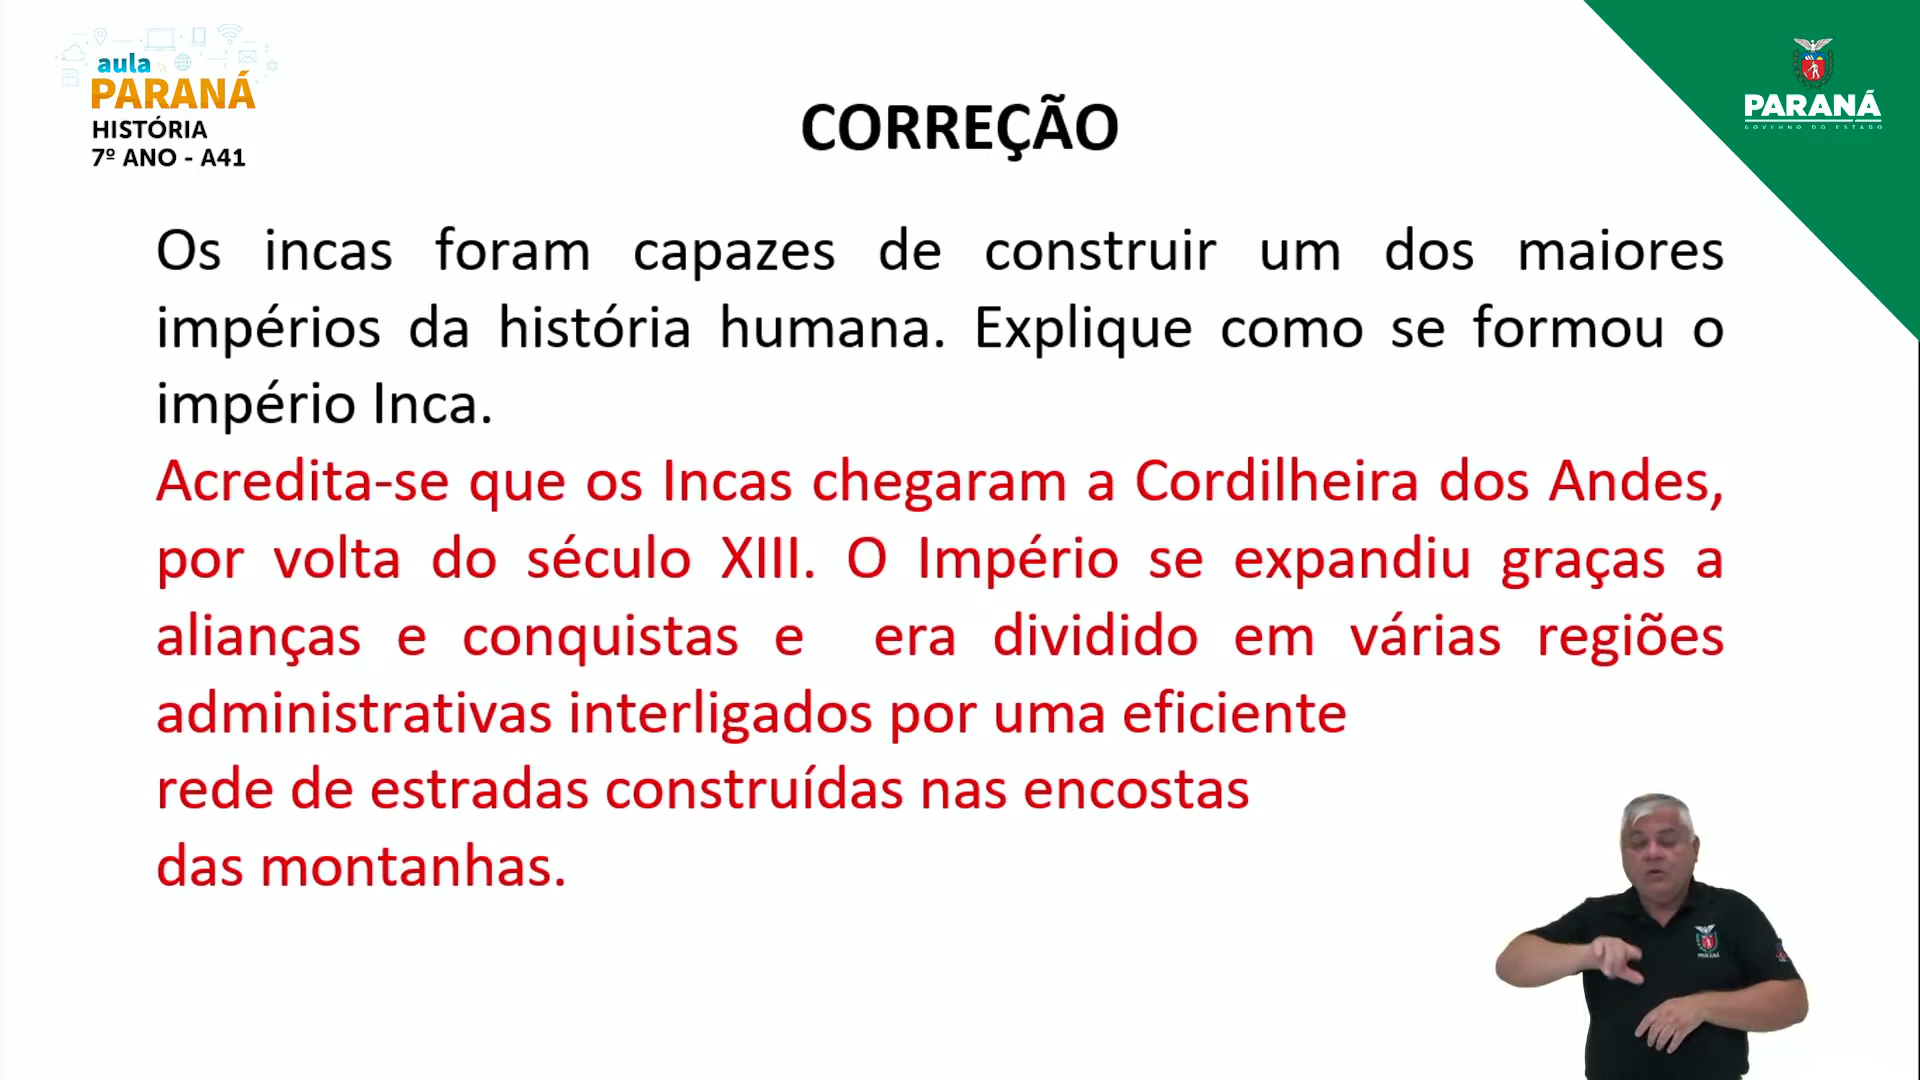 aula
PARANÁ
HISTÓRIA
7º ANO - A41
PARANÁ
GOVERNO DO ESTADO
CORREÇÃO
Os incas foram capazes de construir um dos maiores
impérios da história humana. Explique como se formou o
império Inca.
Acredita-se que os Incas chegaram a Cordilheira dos Andes,
por volta do século XIII. O Império se expandiu graças a
alianças e conquistas e era dividido em várias regiões
administrativas interligados por uma eficiente
rede de estradas construídas nas encostas
das montanhas.
PARANÁ